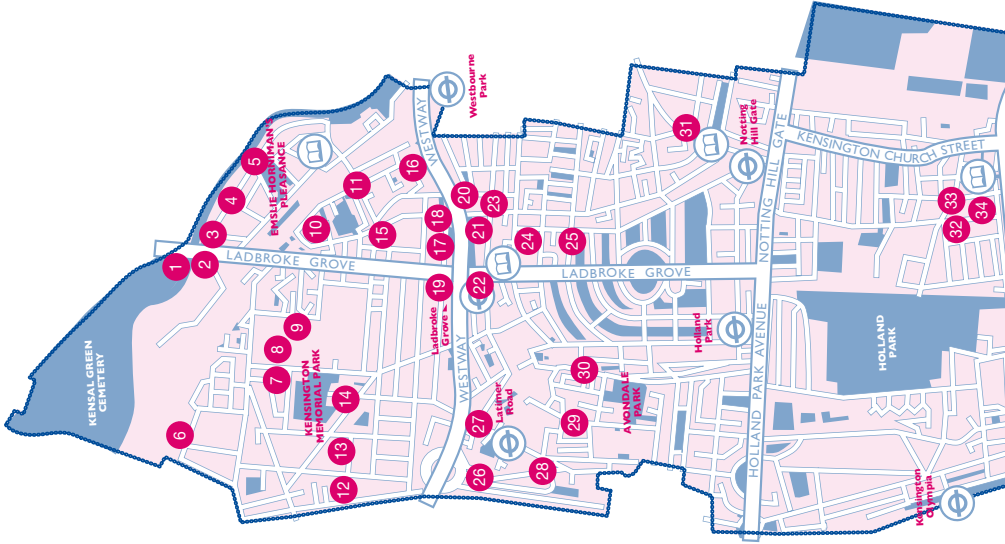 KENSAL GREEN
CEMETERY
EMSLIE HORNIMAN'S
PLEASANCE
Westbourne
Park
WESTWAY
LADBROKE GROVE
KENSINGTON
MEMORIAL PARK
Ladbroke
Grove
WESTWAY
Latimer
Road
LADBROKE GROVE
AVONDALE
PARK
Holland
Park
Notting
Hill Gate
NOTTING HILL GATE
HOLLAND PARK AVENUE
KENSINGTON CHURCH STREET
HOLLAND
PARK
Kensington
Olympia
1
2
3
4
5
6
7
8
9
10
11
12
13
14
15
16
17
18
19
20
21
22
23
24
25
26
27
28
29
30
31
32
33
34